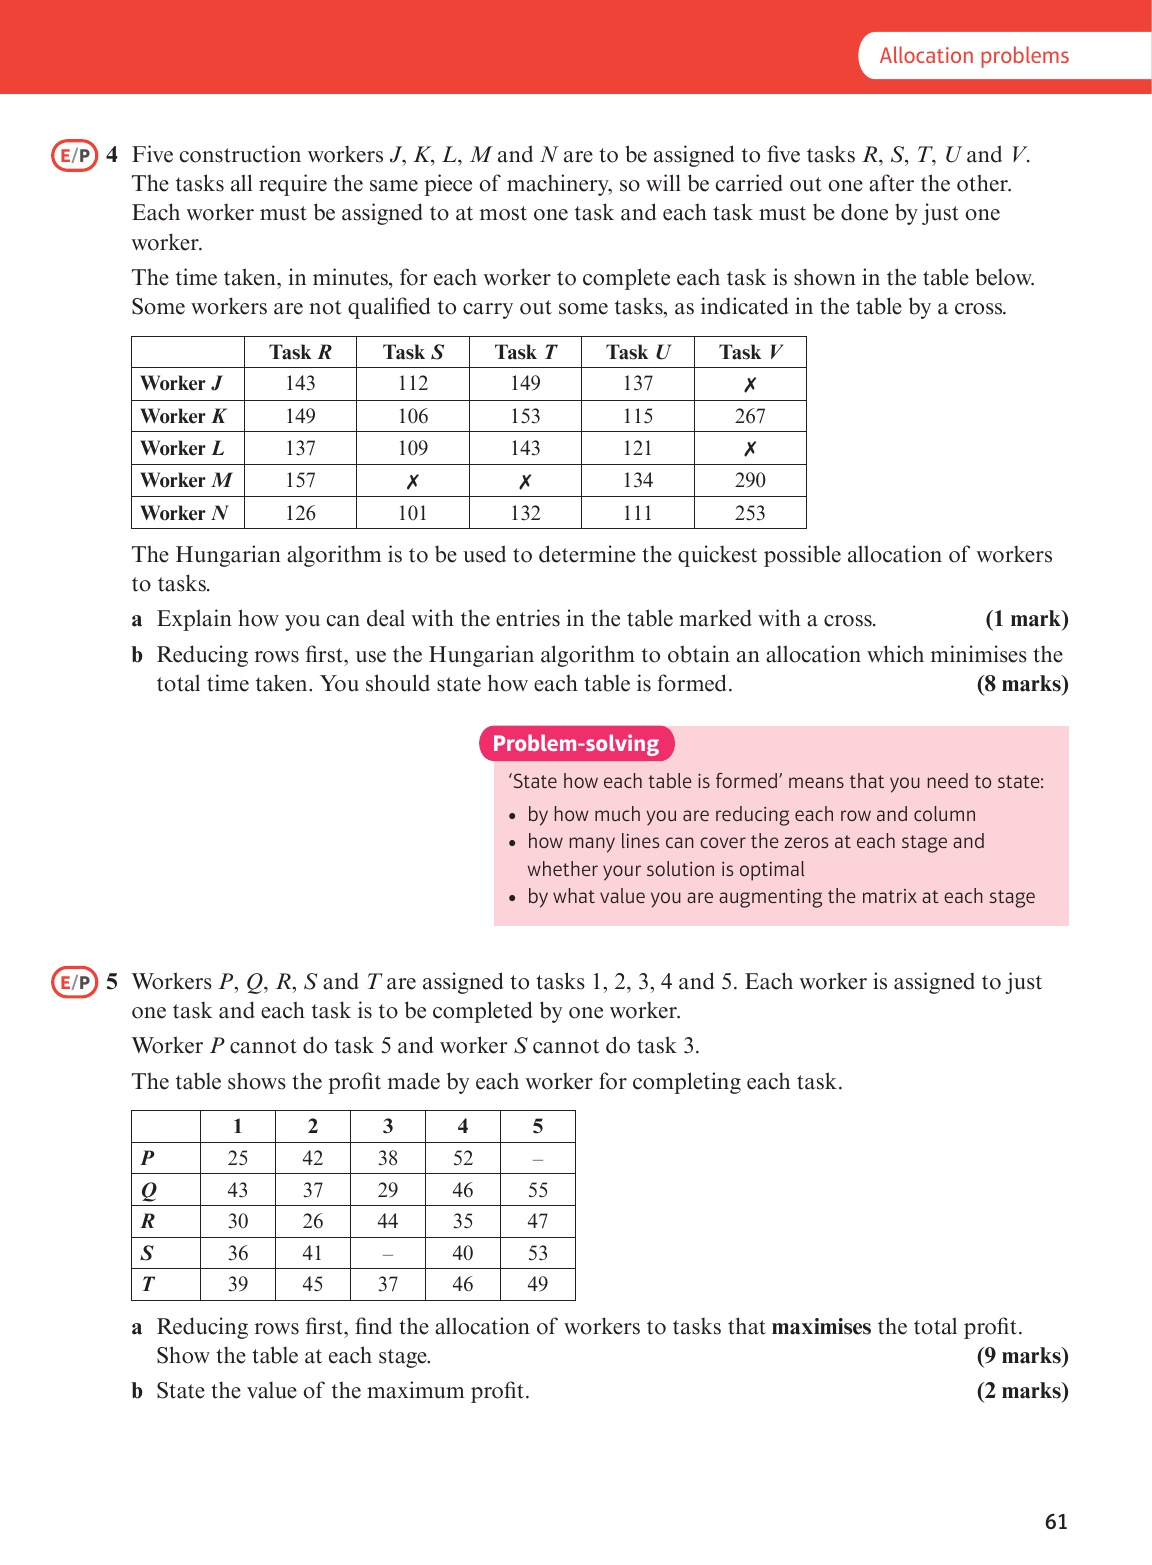 Allocation problems
E/P 4 Five construction workers J, K, L, M and N are to be assigned to five tasks R, S, T, U and V.
The tasks all require the same piece of machinery, so will be carried out one after the other.
Each worker must be assigned to at most one task and each task must be done by just one
worker.
The time taken, in minutes, for each worker to complete each task is shown in the table below.
Some workers are not qualified to carry out some tasks, as indicated in the table by a cross.
Task R Task S Task T Task U Task V
Worker J 143 112 149 137 ✗
Worker K 149 106 153 115 267
Worker L 137 109 143 121 ✗
Worker M 157 ✗ ✗ 134 290
Worker N 126 101 132 111 253
The Hungarian algorithm is to be used to determine the quickest possible allocation of workers
to tasks.
a Explain how you can deal with the entries in the table marked with a cross. (1 mark)
b Reducing rows first, use the Hungarian algorithm to obtain an allocation which minimises the
total time taken. You should state how each table is formed. (8 marks)
Problem-solving
‘State how each table is formed’ means that you need to state:
• by how much you are reducing each row and column
• how many lines can cover the zeros at each stage and
whether your solution is optimal
• by what value you are augmenting the matrix at each stage
E/P 5 Workers P, Q, R, S and T are assigned to tasks 1, 2, 3, 4 and 5. Each worker is assigned to just
one task and each task is to be completed by one worker.
Worker P cannot do task 5 and worker S cannot do task 3.
The table shows the profit made by each worker for completing each task.
1 2 3 4 5
P 25 42 38 52 –
Q 43 37 29 46 55
R 30 26 44 35 47
S 36 41 – 40 53
T 39 45 37 46 49
a Reducing rows first, find the allocation of workers to tasks that maximises the total profit.
Show the table at each stage. (9 marks)
b State the value of the maximum profit. (2 marks)
61